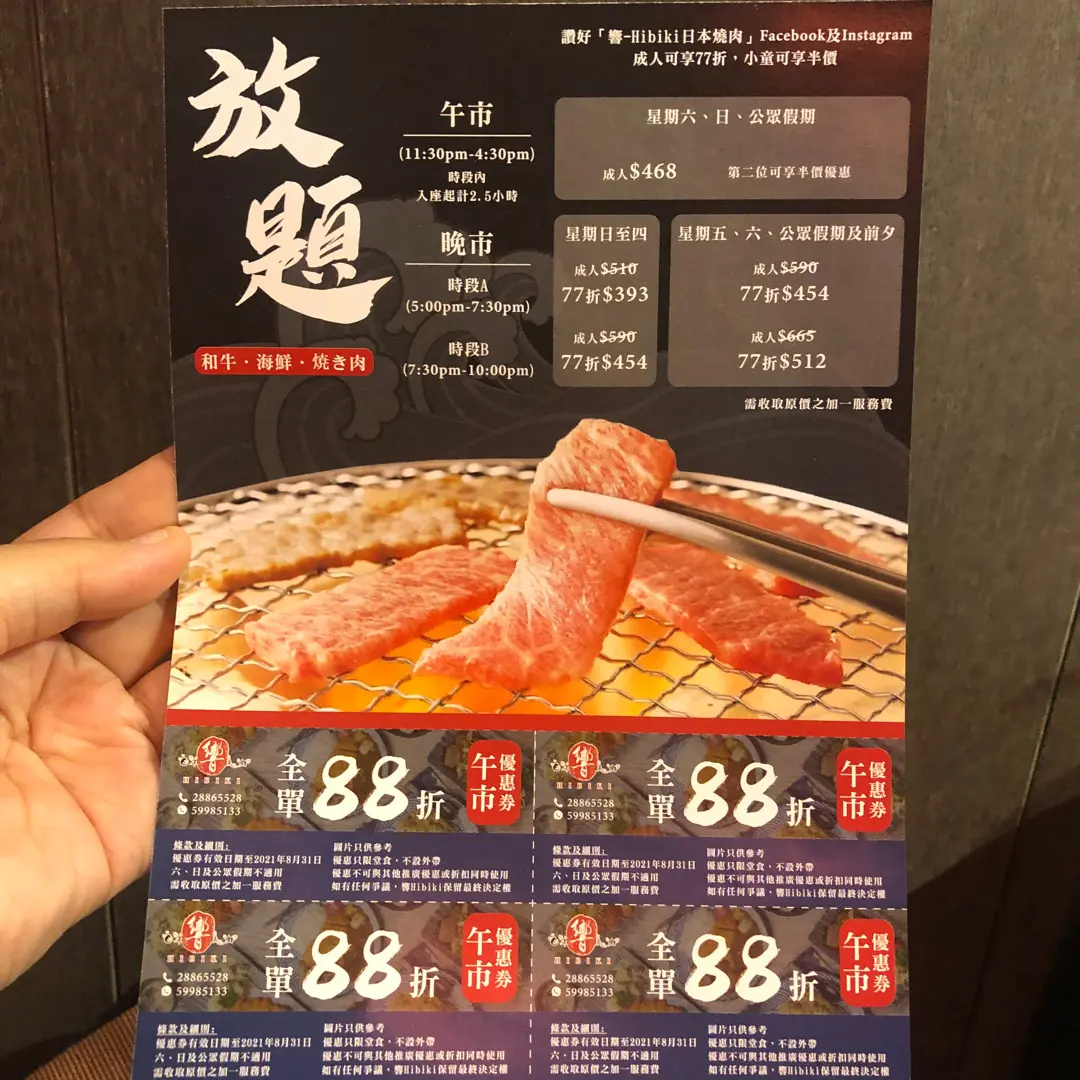 放題
和牛・海鮮・焼き肉
讚好「響-Hibiki日本燒肉」Facebook及Instagram
成人可享77折，小童可享半價
午市
(11:30pm-4:30pm)
時段內
入座起計2.5小時
星期六、日、公眾假期
成人$468 第二位可享半價優惠
晚市
時段A
(5:00pm-7:30pm)
時段B
(7:30pm-10:00pm)
星期日至四
成人$510
77折$393
成人$590
77折$454
星期五、六、公眾假期及前夕
成人$590
77折$454
成人$665
77折$512
需收取原價之加一服務費
響
HIBIKI
28865528
59985133
全單88折
午市優惠券
條款及細則:
優惠券有效日期至2021年8月31日
六、日及公眾假期不適用
需收取原價之加一服務費
圖片只供參考
優惠只限堂食，不設外帶
優惠不可與其他推廣優惠或折扣同時使用
如有任何爭議，響Hibiki保留最終決定權
響
HIBIKI
28865528
59985133
全單88折
午市優惠券
條款及細則:
優惠券有效日期至2021年8月31日
六、日及公眾假期不適用
需收取原價之加一服務費
圖片只供參考
優惠只限堂食，不設外帶
優惠不可與其他推廣優惠或折扣同時使用
如有任何爭議，響Hibiki保留最終決定權
響
HIBIKI
28865528
59985133
全單88折
午市優惠券
條款及細則:
優惠券有效日期至2021年8月31日
六、日及公眾假期不適用
需收取原價之加一服務費
圖片只供參考
優惠只限堂食，不設外帶
優惠不可與其他推廣優惠或折扣同時使用
如有任何爭議，響Hibiki保留最終決定權
響
HIBIKI
28865528
59985133
全單88折
午市優惠券
條款及細則:
優惠券有效日期至2021年8月31日
六、日及公眾假期不適用
需收取原價之加一服務費
圖片只供參考
優惠只限堂食，不設外帶
優惠不可與其他推廣優惠或折扣同時使用
如有任何爭議，響Hibiki保留最終決定權